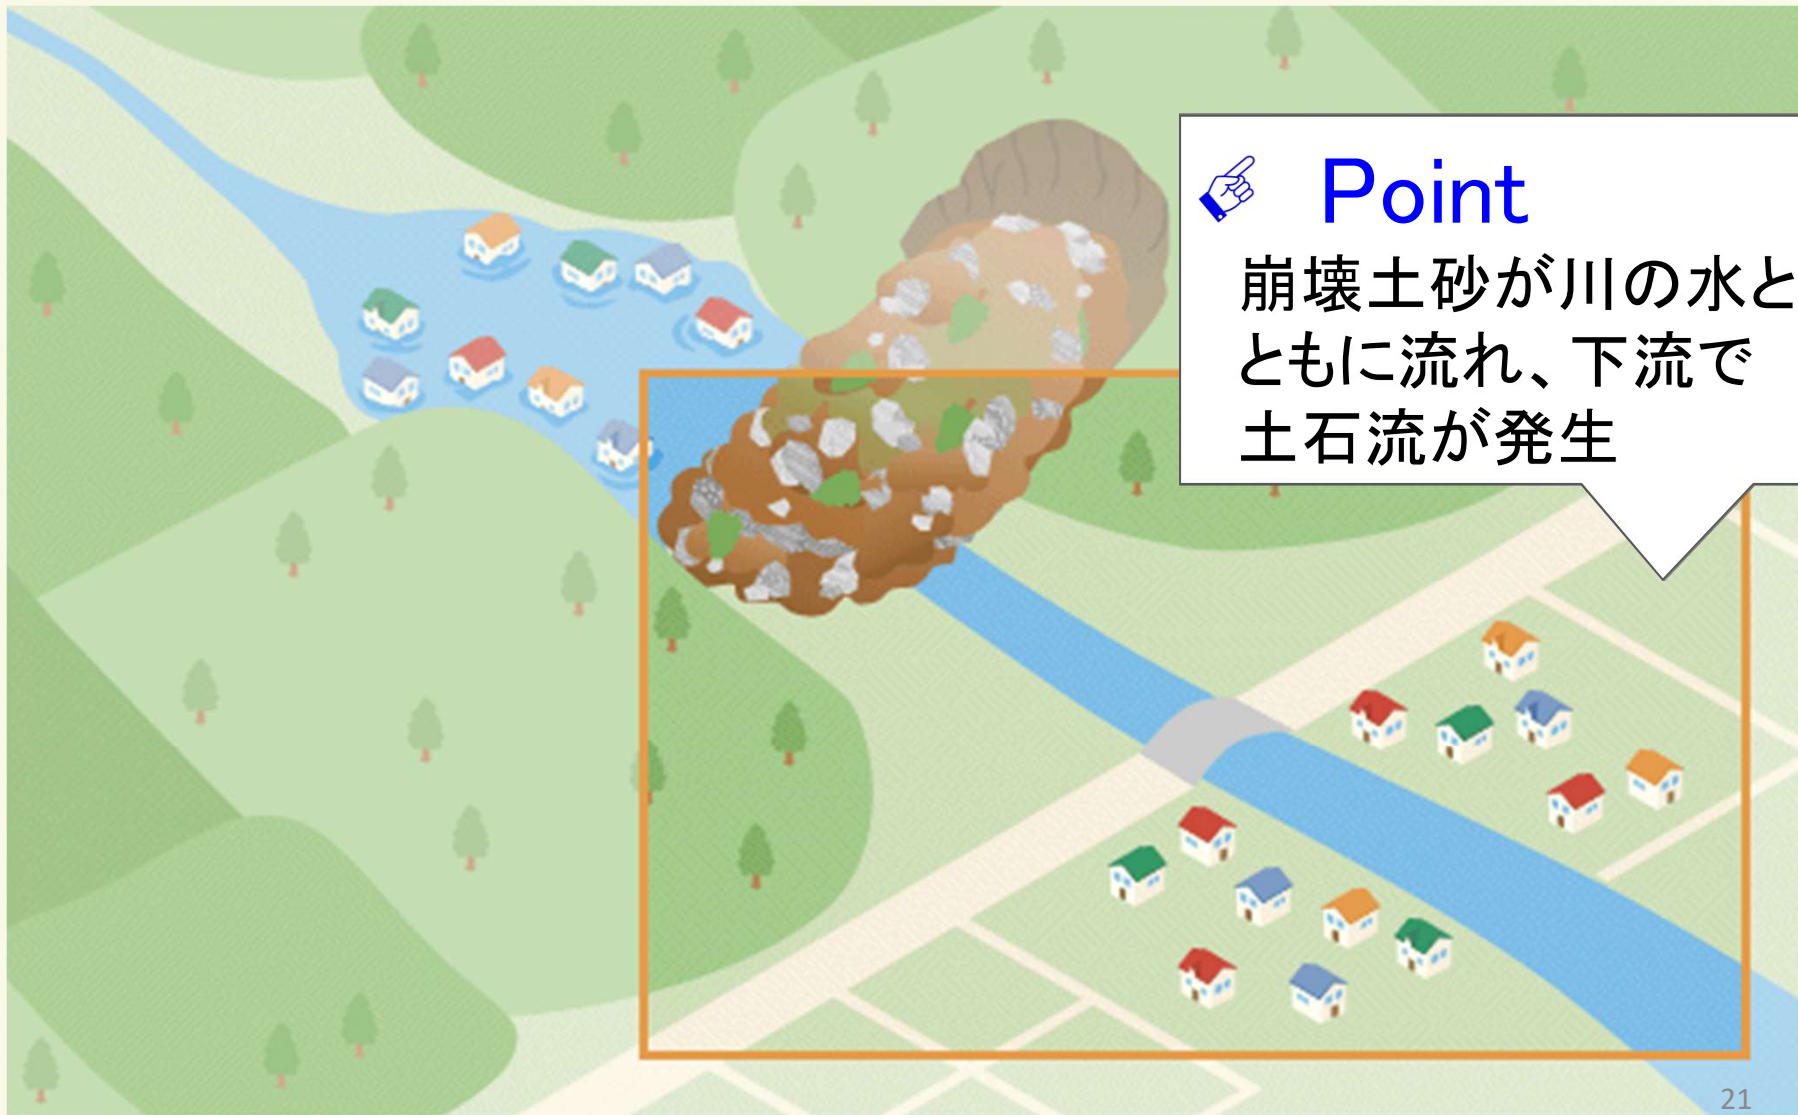 ☞ Point
崩壊土砂が川の水と
ともに流れ、下流で
土石流が発生
21